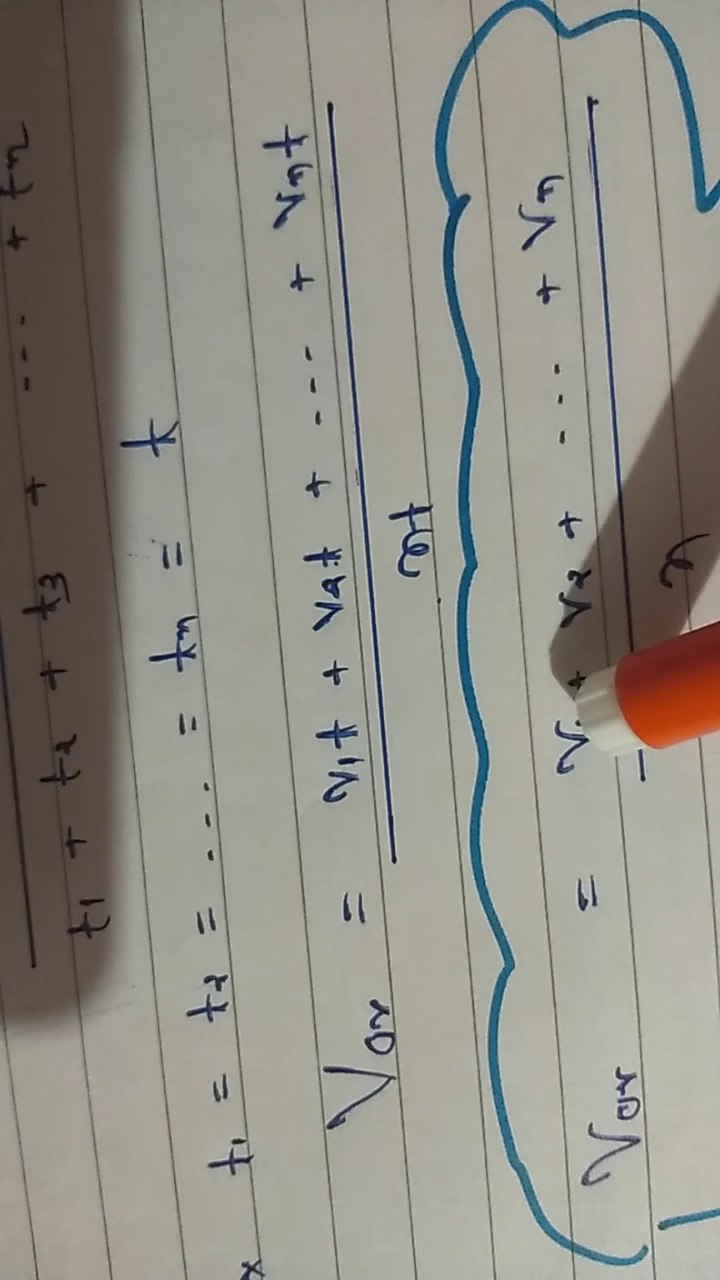 t₁ + t₂ + t₃ + --- + tn
x t₁ = t₂ = .... = tn = t
Vav = v₁t + v₂t + --- + vnt
nt
Vav = v₁ + v₂ + --- + vn
n